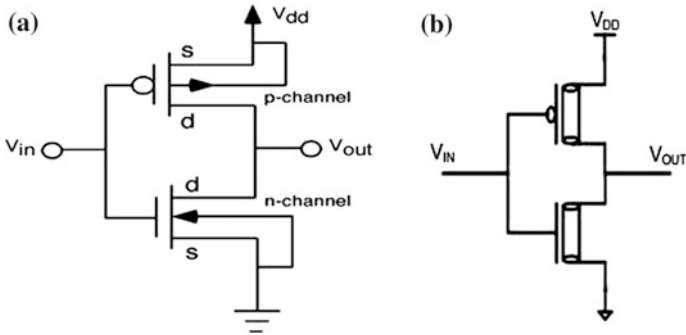 (a)
Vdd
s
p-channel
d
Vin
Vout
d
n-channel
s
(b)
VDD
VIN
VOUT